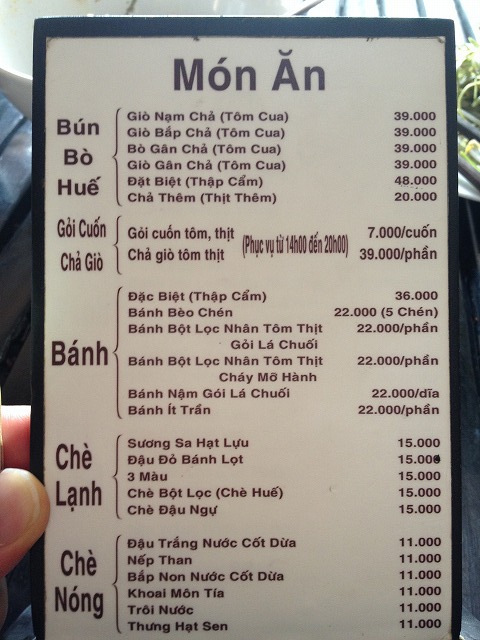 Món Ăn
Bún Bò Huế
Giò Nạm Chả (Tôm Cua) 39.000
Giò Bắp Chả (Tôm Cua) 39.000
Bò Gân Chả (Tôm Cua) 39.000
Giò Gân Chả (Tôm Cua) 39.000
Đặt Biệt (Thập Cẩm) 48.000
Chả Thêm (Thịt Thêm) 20.000
Gỏi Cuốn
Chả Giò
Gỏi cuốn tôm, thịt 7.000/cuốn
(Phục vụ từ 14h00 đến 20h00)
Chả giò tôm thịt 39.000/phần
Bánh
Đặc Biệt (Thập Cẩm) 36.000
Bánh Bèo Chén 22.000 (5 Chén)
Bánh Bột Lọc Nhân Tôm Thịt 22.000/phần
Gỏi Lá Chuối
Bánh Bột Lọc Nhân Tôm Thịt 22.000/phần
Cháy Mỡ Hành
Bánh Nậm Gói Lá Chuối 22.000/dĩa
Bánh Ít Trần 22.000/phần
Chè Lạnh
Sương Sa Hạt Lựu 15.000
Đậu Đỏ Bánh Lọt 15.000
3 Màu 15.000
Chè Bột Lọc (Chè Huế) 15.000
Chè Đậu Ngự 15.000
Chè Nóng
Đậu Trắng Nước Cốt Dừa 11.000
Nếp Than 11.000
Bắp Non Nước Cốt Dừa 11.000
Khoai Môn Tía 11.000
Trôi Nước 11.000
Thưng Hạt Sen 11.000